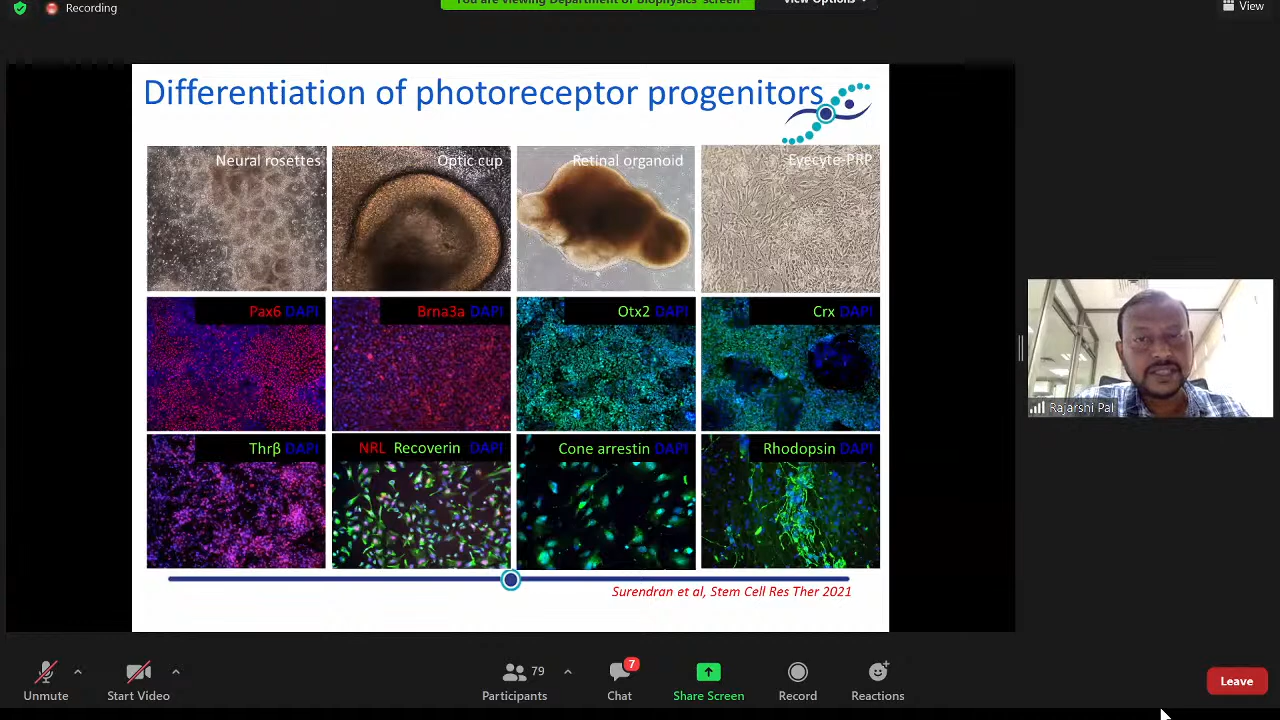 Recording
You are viewing Department of Biophysics' screen
View Options
View
Differentiation of photoreceptor progenitors
Neural rosettes
Optic cup
Retinal organoid
Eyecyte-PRP
Pax6 DAPI
Brna3a DAPI
Otx2 DAPI
Crx DAPI
Thrβ DAPI
NRL Recoverin DAPI
Cone arrestin DAPI
Rhodopsin DAPI
Surendran et al, Stem Cell Res Ther 2021
Rajarshi Pal
Unmute
Start Video
79
Participants
7
Chat
Share Screen
Record
Reactions
Leave